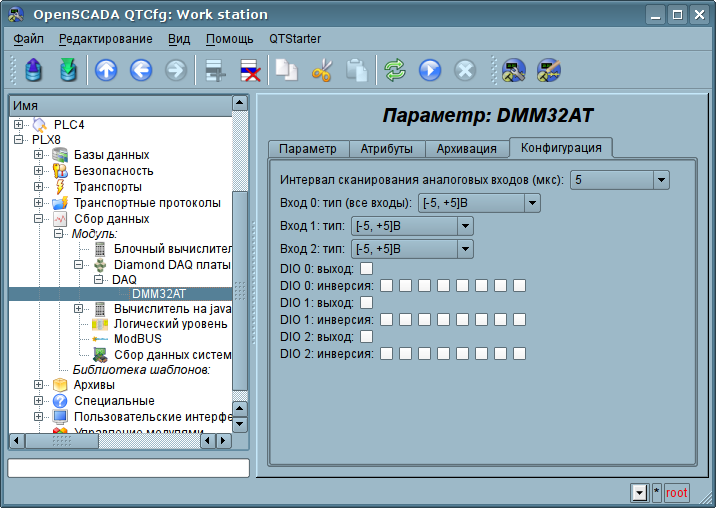 OpenSCADA QTCfg: Work station
Файл Редактирование Вид Помощь QTStarter
Имя
PLC4
PLX8
Базы данных
Безопасность
Транспорты
Транспортные протоколы
Сбор данных
Модуль:
Блочный вычислител
Diamond DAQ платы
DAQ
DMM32AT
Вычислитель на java
Логический уровень
ModBUS
Сбор данных систем
Библиотека шаблонов:
Архивы
Специальные
Пользовательские интерфе
Управление модулями
Параметр: DMM32AT
Параметр Атрибуты Архивация Конфигурация
Интервал сканирования аналоговых входов (мкс): 5
Вход 0: тип (все входы): [-5, +5]В
Вход 1: тип: [-5, +5]В
Вход 2: тип: [-5, +5]В
DIO 0: выход:
DIO 0: инверсия:
DIO 1: выход:
DIO 1: инверсия:
DIO 2: выход:
DIO 2: инверсия:
* root